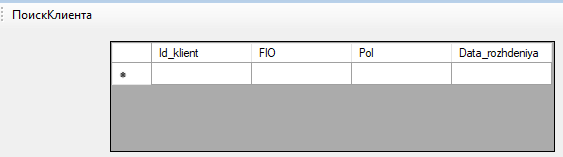 ПоискКлиента
Id_klient FIO Pol Data_rozhdeniya